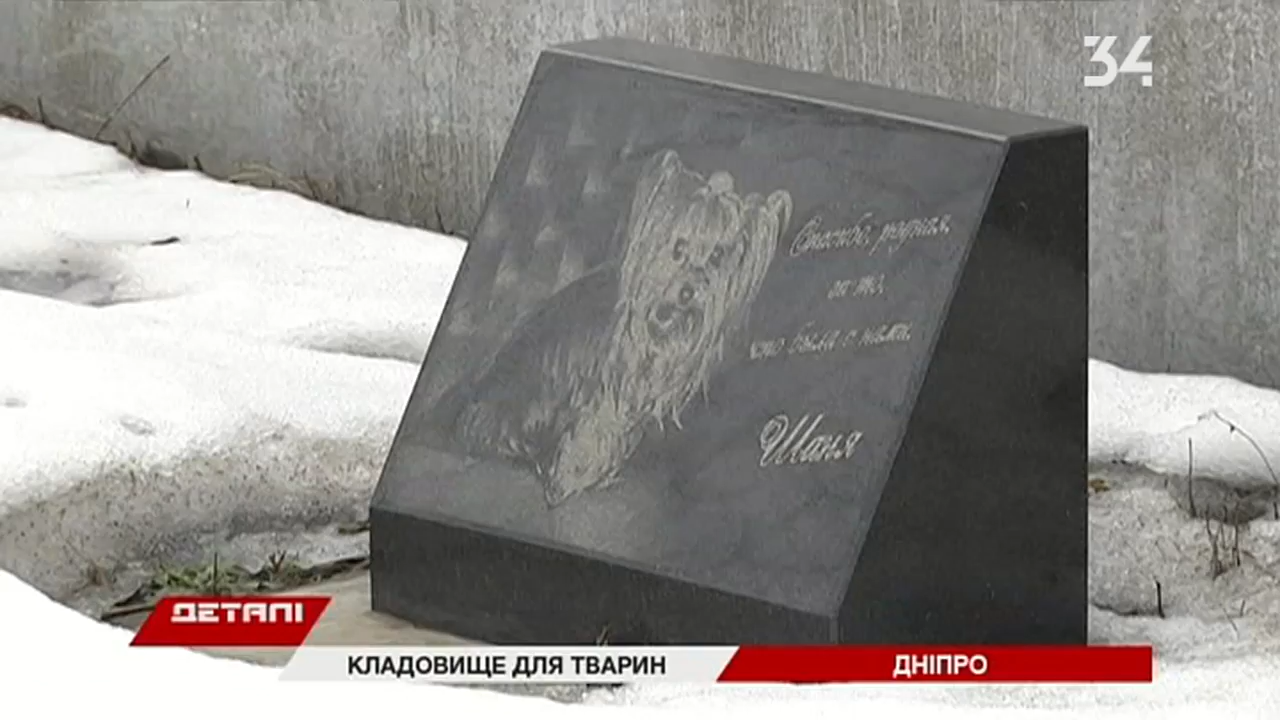 34
Спасибо, родная,
за то,
что была с нами.
Шаня
ДЕТАЛІ
КЛАДОВИЩЕ ДЛЯ ТВАРИН
ДНІПРО